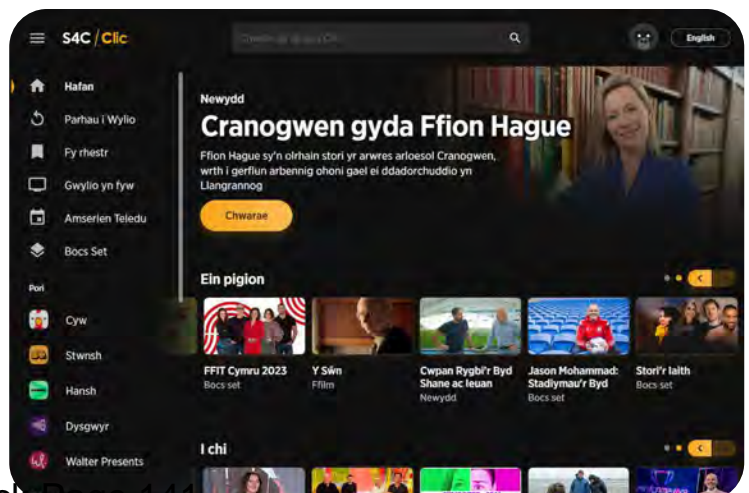 S4C / Clic
English
Hafan
Parhau i Wylio
Fy rhestr
Gwylio yn fyw
Amserlen Teledu
Bocs Set
Pori
Cyw
Stwnsh
Hansh
Dysgwyr
Walter Presents
Newydd
Cranogwen gyda Ffion Hague
Ffion Hague sy'n olrhain stori yr arwres arloesol Cranogwen,
wrth i gerflun arbennig ohoni gael ei ddadorchuddio yn
Llangrannog
Chwarae
Ein pigion
FFIT Cymru 2023
Bocs set
Y Sŵn
Ffilm
Cwpan Rygbi'r Byd
Shane ac Ieuan
Newydd
Jason Mohammad:
Stadiymau'r Byd
Bocs set
Stori'r Iaith
Bocs set
I chi